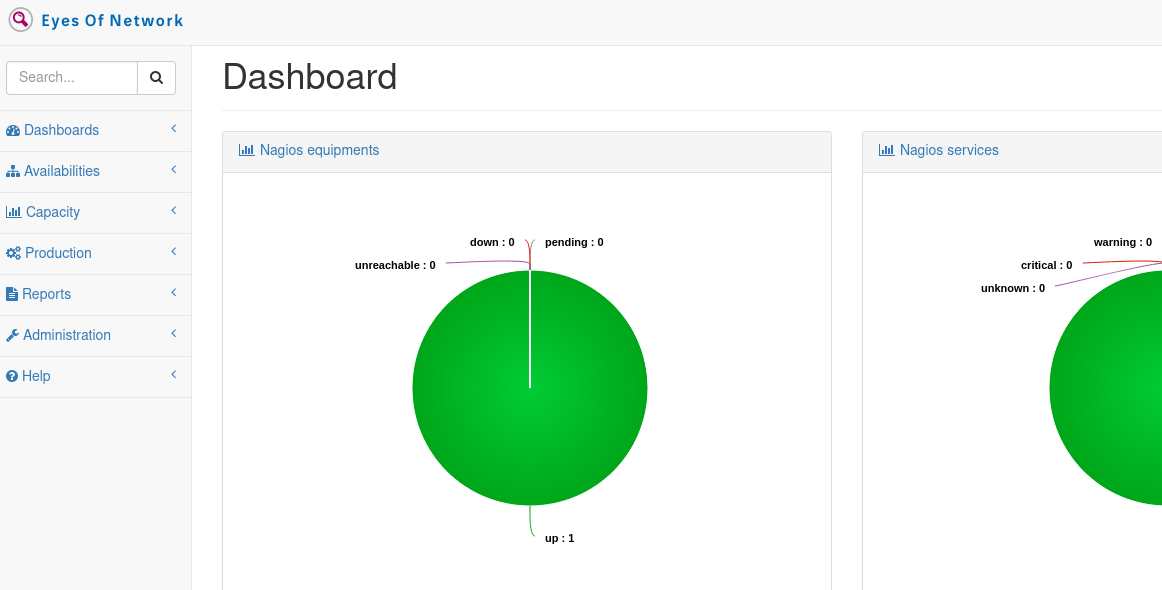 Eyes Of Network
Search...
Dashboards
Availabilities
Capacity
Production
Reports
Administration
Help
Dashboard
Nagios equipments
down : 0
pending : 0
unreachable : 0
up : 1
Nagios services
warning : 0
critical : 0
unknown : 0